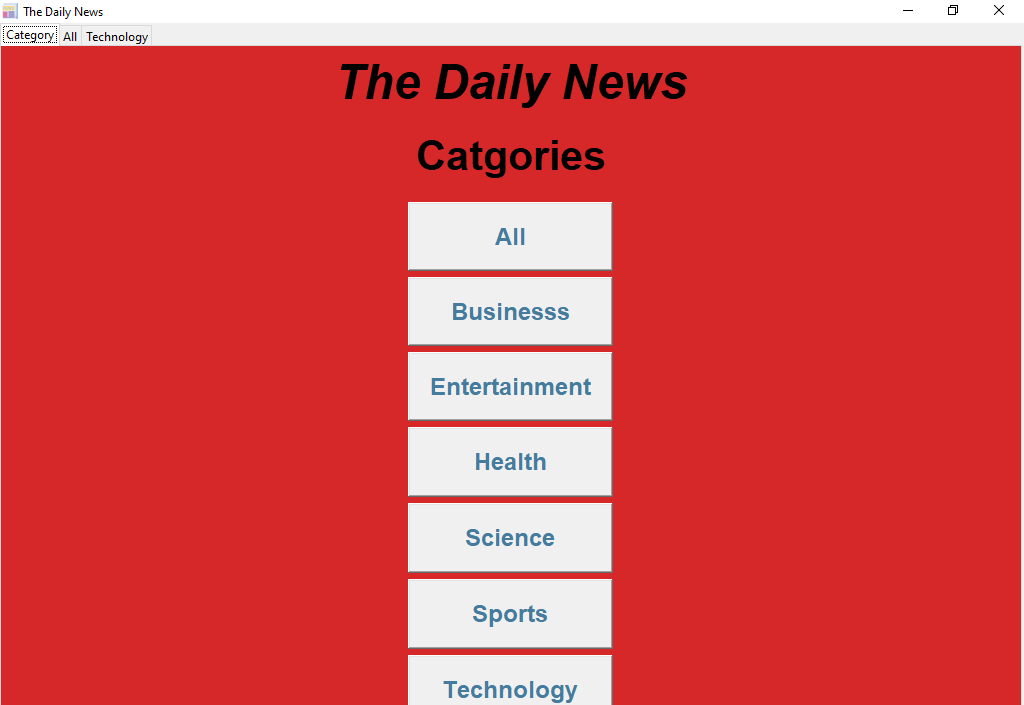 The Daily News
Category All Technology
The Daily News
Catgories
All
Businesss
Entertainment
Health
Science
Sports
Technology